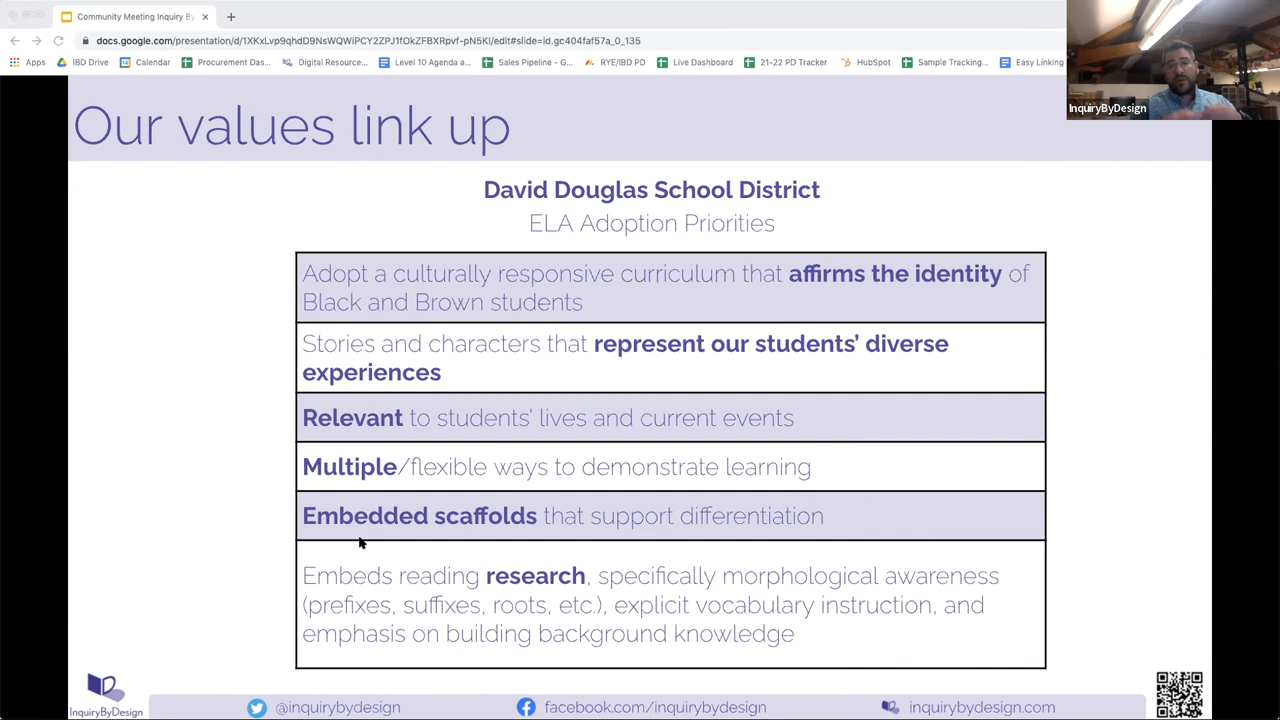 Community Meeting Inquiry By
docs.google.com/presentation/d/1XKxLvp9qhdD9NsWQWiPCY2ZPJ1fOkZFBXRpvf-pN5KI/edit#slide=id.gc404faf57a_0_135
Apps IBD Drive Calendar Procurement Das... Digital Resource... Level 10 Agenda a... Sales Pipeline - G... RYE/IBD PD Live Dashboard 21-22 PD Tracker HubSpot Sample Tracking... Easy Linking
InquiryByDesign
Our values link up
David Douglas School District
ELA Adoption Priorities
Adopt a culturally responsive curriculum that affirms the identity of
Black and Brown students
Stories and characters that represent our students' diverse
experiences
Relevant to students' lives and current events
Multiple/flexible ways to demonstrate learning
Embedded scaffolds that support differentiation
Embeds reading research, specifically morphological awareness
(prefixes, suffixes, roots, etc.), explicit vocabulary instruction, and
emphasis on building background knowledge
InquiryByDesign
@inquirybydesign facebook.com/inquirybydesign inquirybydesign.com